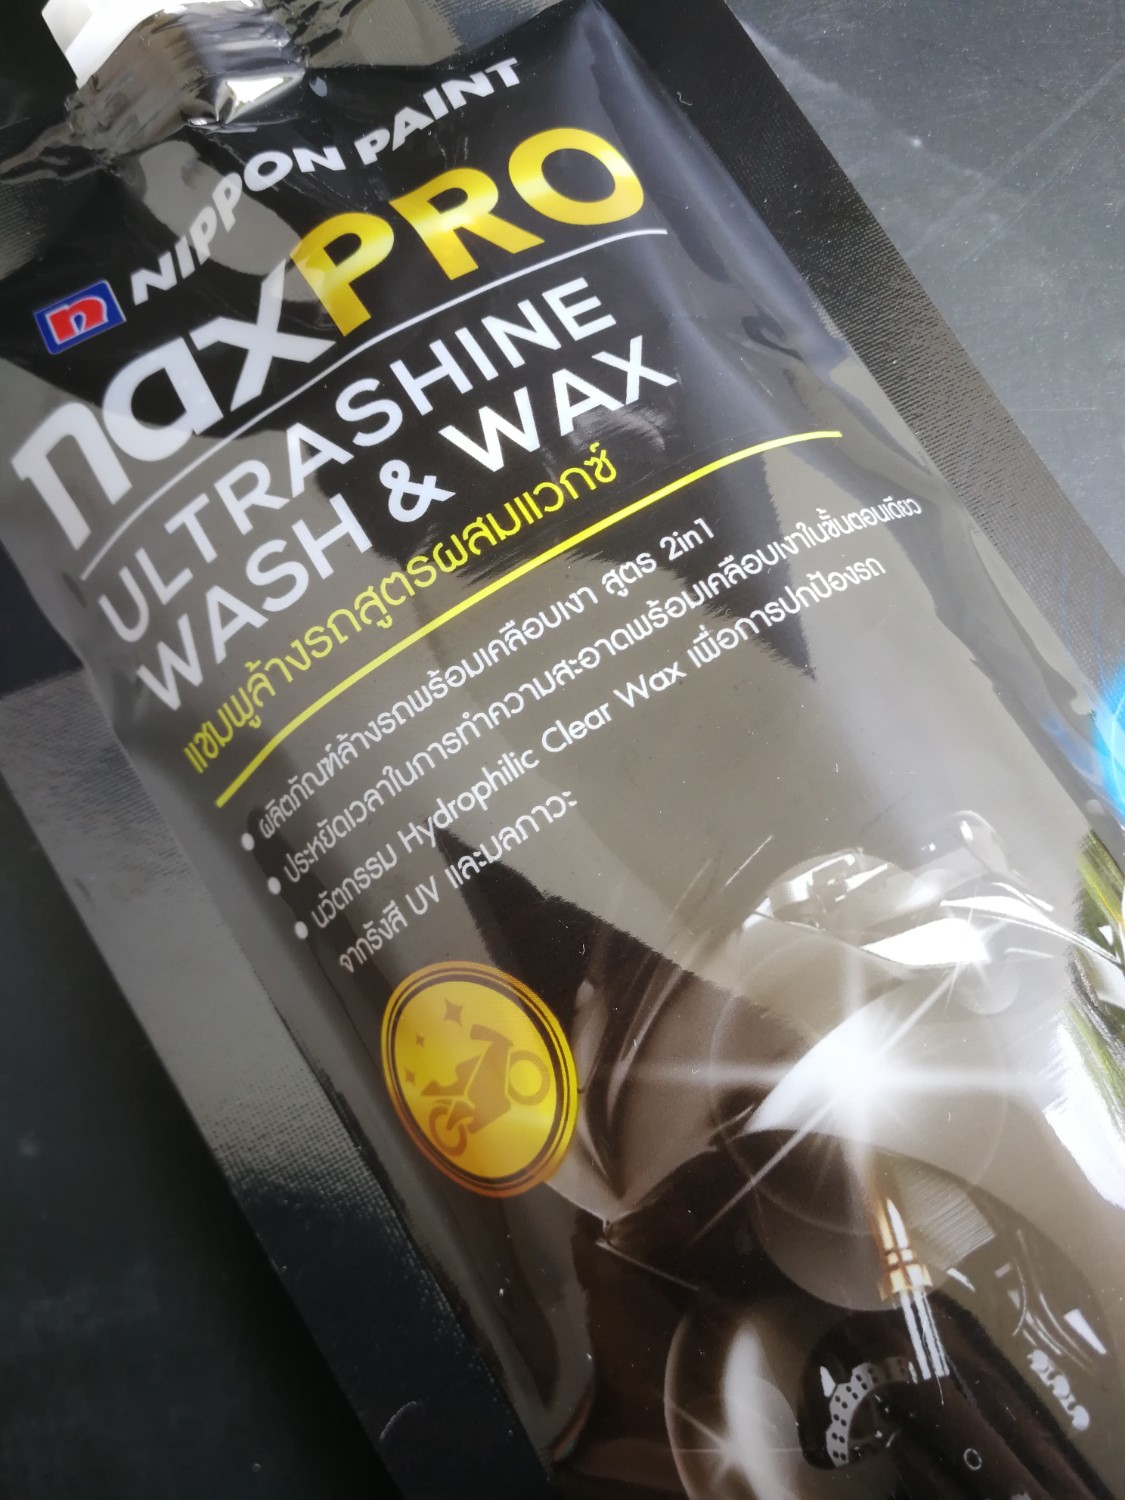 n NIPPON PAINT
naxPRO
ULTRASHINE
WASH & WAX
แชมพูล้างรถสูตรผสมแวกซ์
• ผลิตภัณฑ์ล้างรถพร้อมเคลือบเงา สูตร 2in1
• ประหยัดเวลาในการทำความสะอาดพร้อมเคลือบเงาในขั้นตอนเดียว
• นวัตกรรม Hydrophilic Clear Wax เพื่อการปกป้องรถ
จากรังสี UV และมลภาวะ